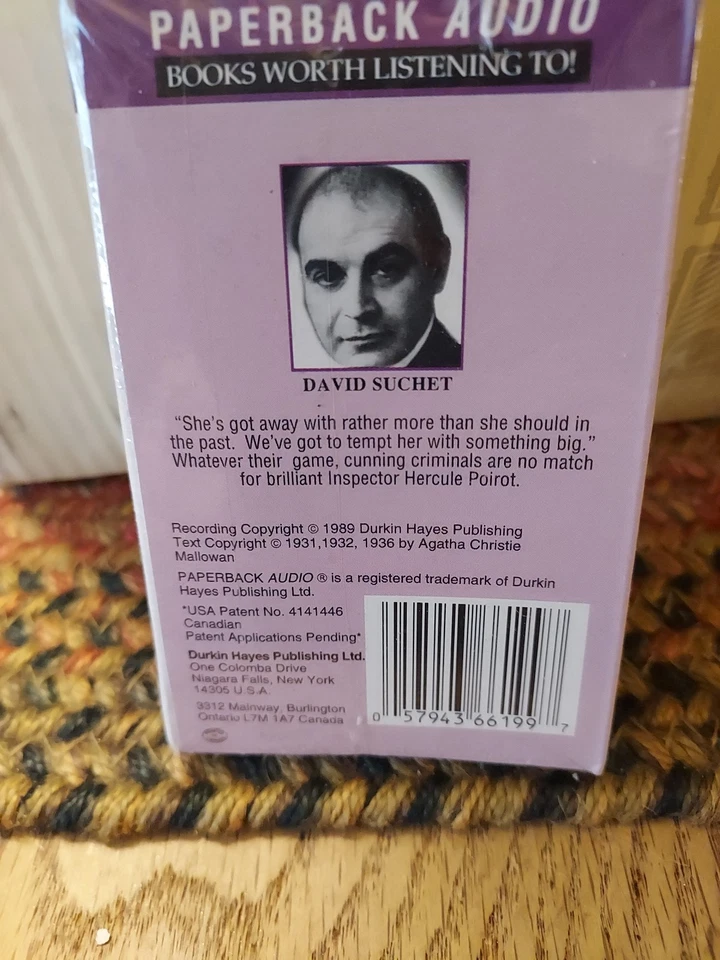 PAPERBACK AUDIO
BOOKS WORTH LISTENING TO!
DAVID SUCHET
“She's got away with rather more than she should in
the past. We've got to tempt her with something big.”
Whatever their game, cunning criminals are no match
for brilliant Inspector Hercule Poirot.
Recording Copyright © 1989 Durkin Hayes Publishing
Text Copyright © 1931,1932, 1936 by Agatha Christie
Mallowan
PAPERBACK AUDIO ® is a registered trademark of Durkin
Hayes Publishing Ltd.
*USA Patent No. 4141446
Canadian
Patent Applications Pending*
Durkin Hayes Publishing Ltd.
One Colomba Drive
Niagara Falls, New York
14305 U.S.A.
3312 Mainway, Burlington
Ontario L7M 1A7 Canada
0 57943 66199 7